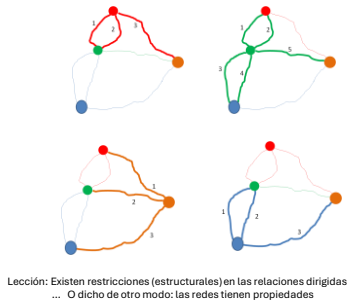 1 2 3
1 2 5
3 4
1
2
3
1 2
3
Lección: Existen restricciones (estructurales) en las relaciones dirigidas
... O dicho de otro modo: las redes tienen propiedades